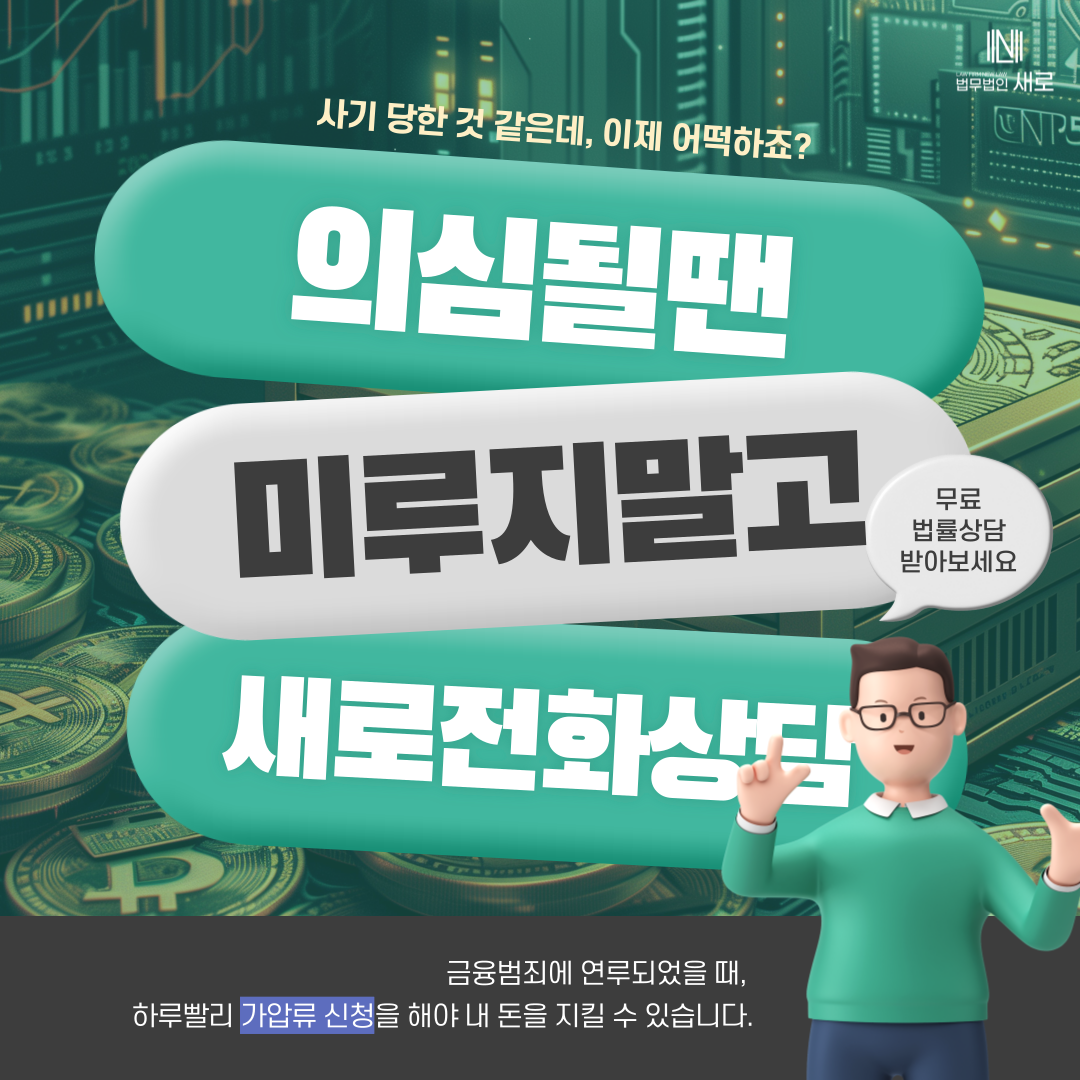 법무법인 새로
사기 당한 것 같은데, 이제 어떡하죠?
의심될땐
미루지말고
무료
법률상담
받아보세요
새로전화상담
금융범죄에 연루되었을 때,
하루빨리 가압류 신청을 해야 내 돈을 지킬 수 있습니다.